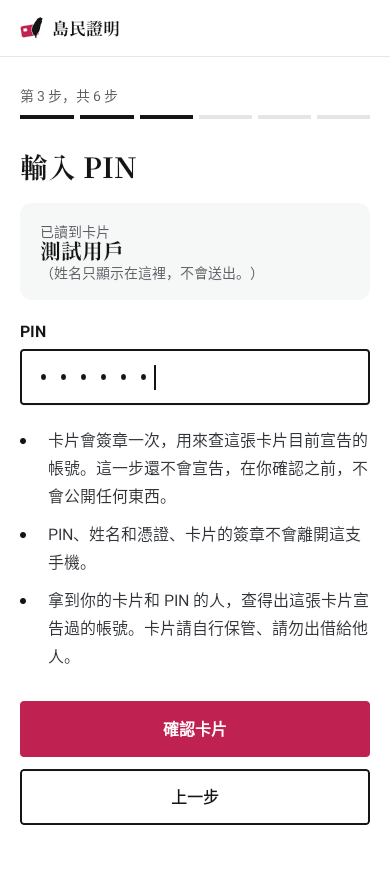 島民證明
第 3 步，共 6 步
輸入 PIN
已讀到卡片
測試用戶
（姓名只顯示在這裡，不會送出。）
PIN
••••••
卡片會簽章一次，用來查這張卡片目前宣告的
帳號。這一步還不會宣告，在你確認之前，不
會公開任何東西。
PIN、姓名和憑證、卡片的簽章不會離開這支
手機。
拿到你的卡片和 PIN 的人，查得出這張卡片宣
告過的帳號。卡片請自行保管、請勿出借給他
人。
確認卡片
上一步